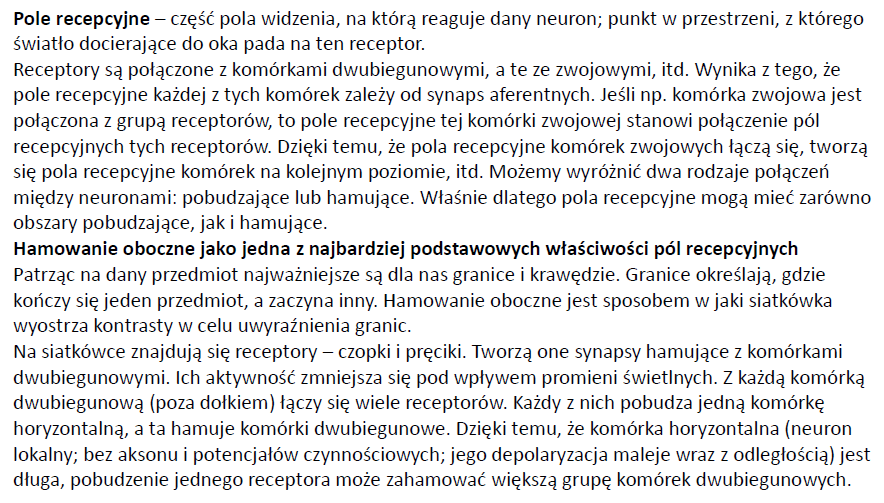 Pole recepcyjne – część pola widzenia, na którą reaguje dany neuron; punkt w przestrzeni, z którego
światło docierające do oka pada na ten receptor.
Receptory są połączone z komórkami dwubiegunowymi, a te ze zwojowymi, itd. Wynika z tego, że
pole recepcyjne każdej z tych komórek zależy od synaps aferentnych. Jeśli np. komórka zwojowa jest
połączona z grupą receptorów, to pole recepcyjne tej komórki zwojowej stanowi połączenie pól
recepcyjnych tych receptorów. Dzięki temu, że pola recepcyjne komórek zwojowych łączą się, tworzą
się pola recepcyjne komórek na kolejnym poziomie, itd. Możemy wyróżnić dwa rodzaje połączeń
między neuronami: pobudzające lub hamujące. Właśnie dlatego pola recepcyjne mogą mieć zarówno
obszary pobudzające, jak i hamujące.
Hamowanie oboczne jako jedna z najbardziej podstawowych właściwości pól recepcyjnych
Patrząc na dany przedmiot najważniejsze są dla nas granice i krawędzie. Granice określają, gdzie
kończy się jeden przedmiot, a zaczyna inny. Hamowanie oboczne jest sposobem w jaki siatkówka
wyostrza kontrasty w celu uwyraźnienia granic.
Na siatkówce znajdują się receptory – czopki i pręciki. Tworzą one synapsy hamujące z komórkami
dwubiegunowymi. Ich aktywność zmniejsza się pod wpływem promieni świetlnych. Z każdą komórką
dwubiegunową (poza dołkiem) łączy się wiele receptorów. Każdy z nich pobudza jedną komórkę
horyzontalną, a ta hamuje komórki dwubiegunowe. Dzięki temu, że komórka horyzontalna (neuron
lokalny; bez aksonu i potencjałów czynnościowych; jego depolaryzacja maleje wraz z odległością) jest
długa, pobudzenie jednego receptora może zahamować większą grupę komórek dwubiegunowych.